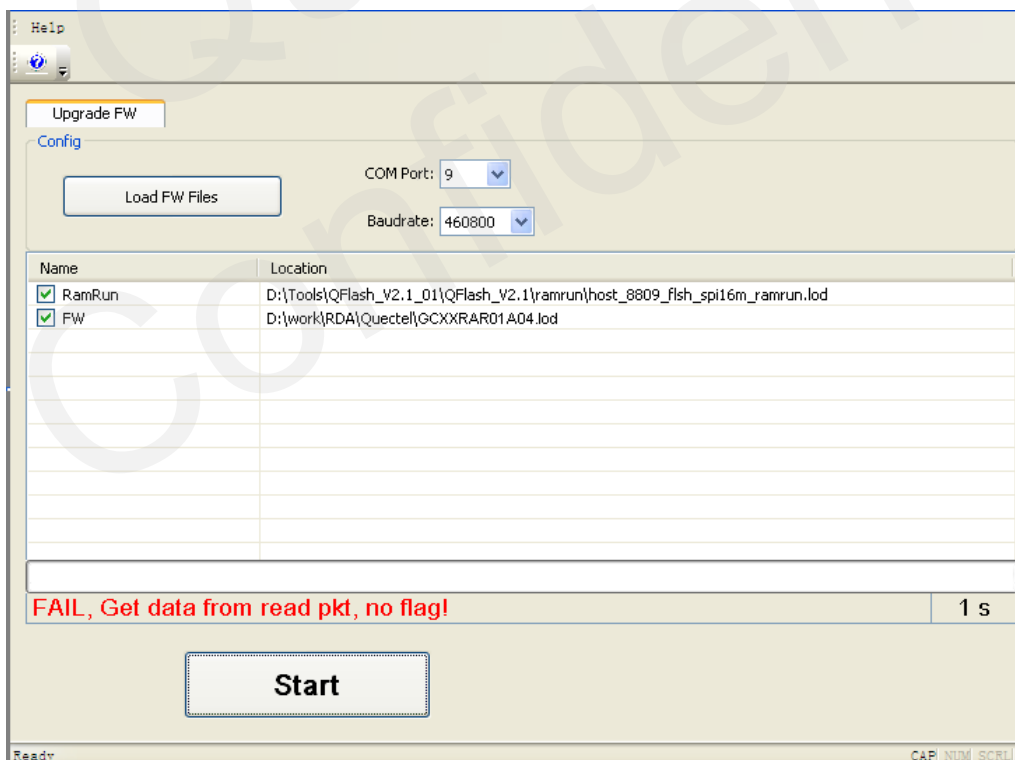 Help
Upgrade FW
Config
Load FW Files
COM Port: 9
Baudrate: 460800
Name Location
RamRun D:\Tools\QFlash_V2.1_01\QFlash_V2.1\ramrun\host_8809_flsh_spi16m_ramrun.lod
FW D:\work\RDA\Quectel\GCXXRAR01A04.lod
FAIL, Get data from read pkt, no flag! 1 s
Start
Ready CAP NUM SCRL